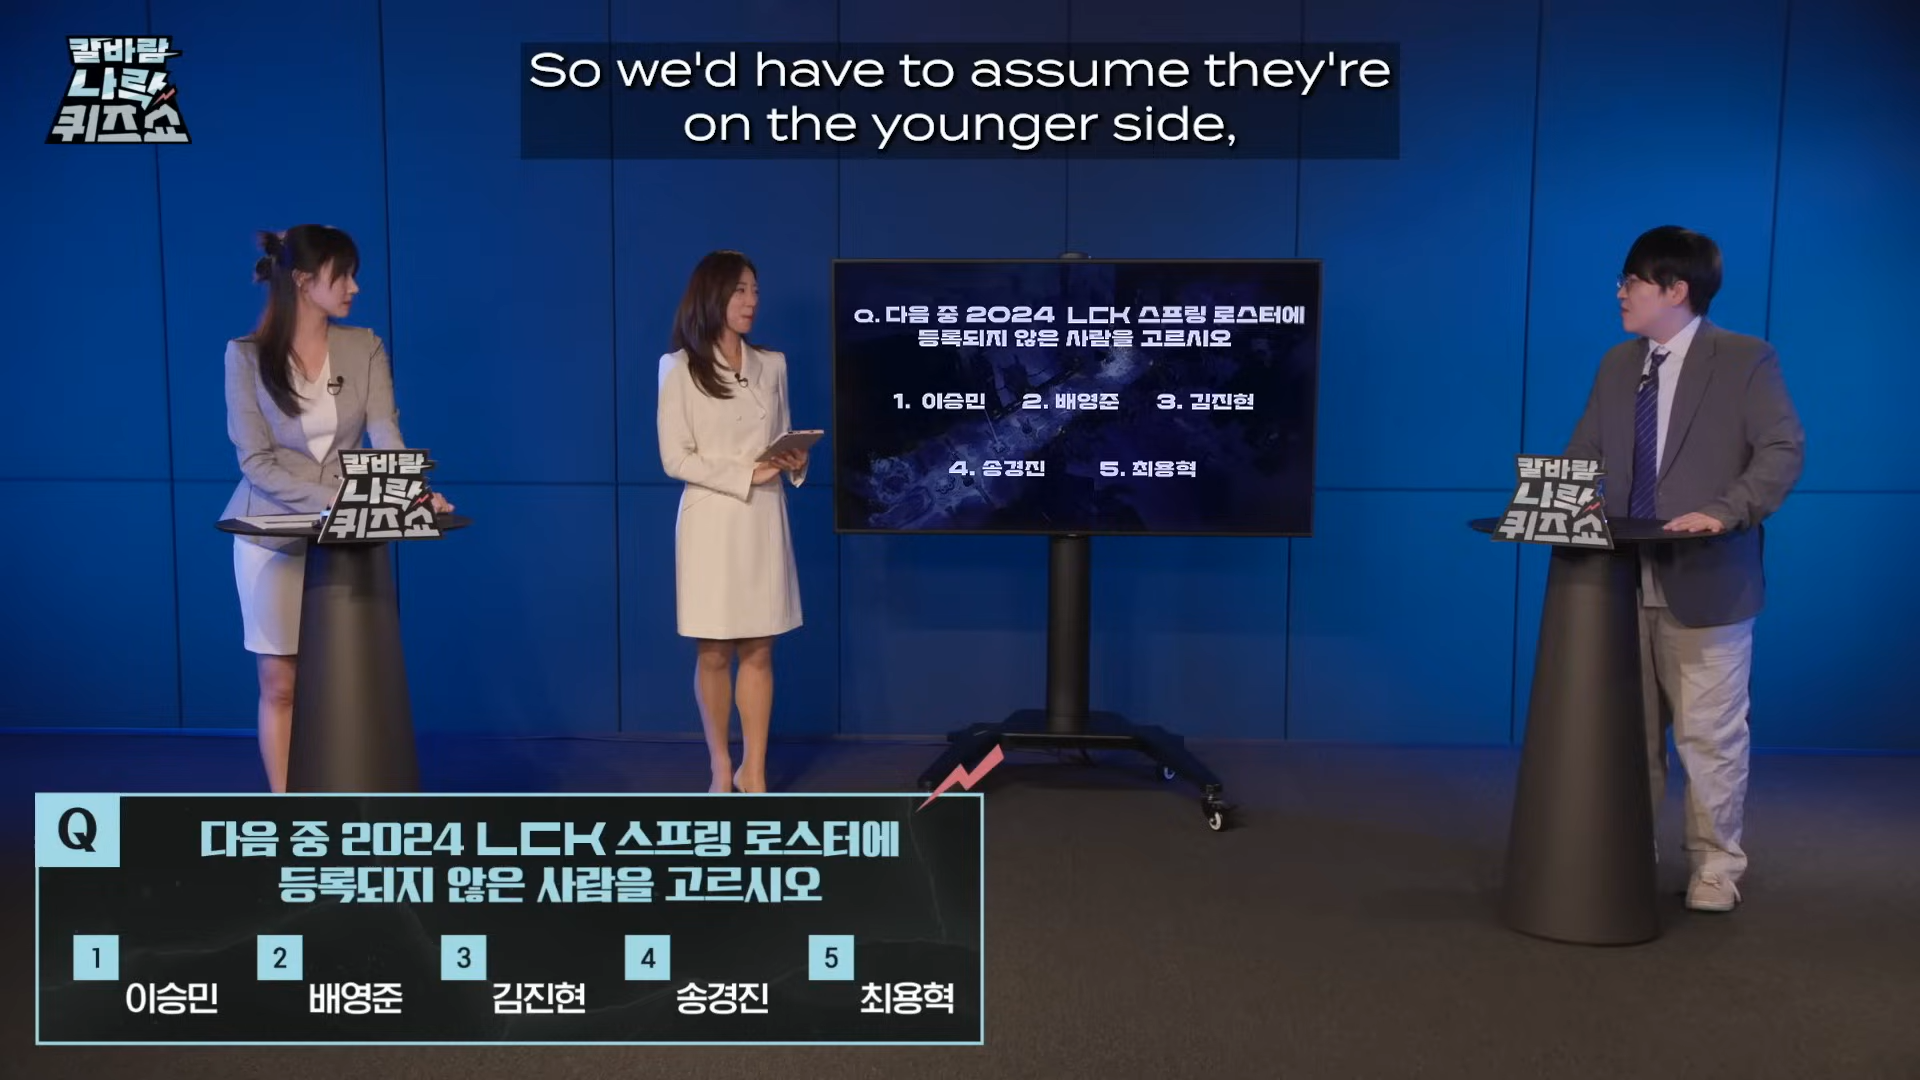 칼바람
나락
퀴즈쇼
So we'd have to assume they're
on the younger side,
Q. 다음 중 2024 LCK 스프링 로스터에
등록되지 않은 사람을 고르시오
1. 이승민 2. 배영준 3. 김진현
4. 송경진 5. 최용혁
칼바람
나락
퀴즈쇼
칼바람
나락
퀴즈쇼
Q
다음 중 2024 LCK 스프링 로스터에
등록되지 않은 사람을 고르시오
1 2 3 4 5
이승민 배영준 김진현 송경진 최용혁